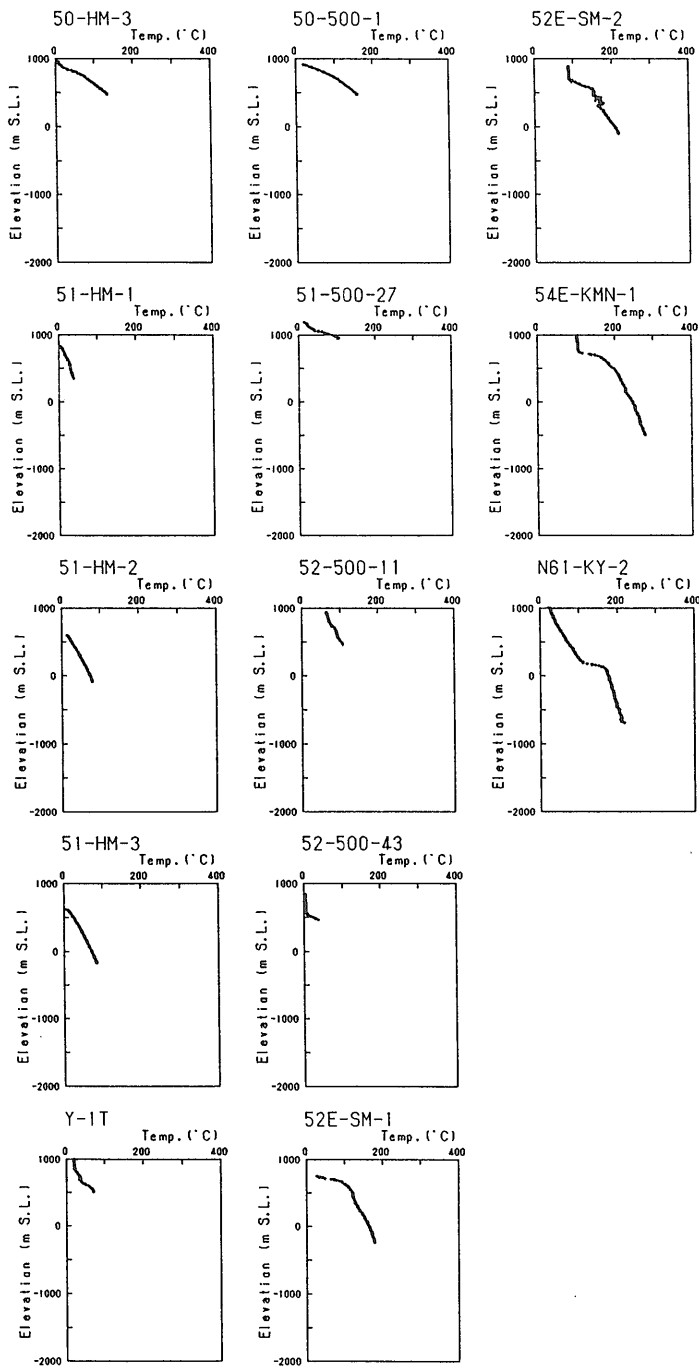 50-HM-3
Temp.(°C)
0 200 400
1000
0
-1000
-2000
Elevation (m S.L.)
50-500-1
Temp.(°C)
0 200 400
1000
0
-1000
-2000
Elevation (m S.L.)
52E-SM-2
Temp.(°C)
0 200 400
1000
0
-1000
-2000
Elevation (m S.L.)
51-HM-1
Temp.(°C)
0 200 400
1000
0
-1000
-2000
Elevation (m S.L.)
51-500-27
Temp.(°C)
0 200 400
1000
0
-1000
-2000
Elevation (m S.L.)
54E-KMN-1
Temp.(°C)
0 200 400
1000
0
-1000
-2000
Elevation (m S.L.)
51-HM-2
Temp.(°C)
0 200 400
1000
0
-1000
-2000
Elevation (m S.L.)
52-500-11
Temp.(°C)
0 200 400
1000
0
-1000
-2000
Elevation (m S.L.)
N61-KY-2
Temp.(°C)
0 200 400
1000
0
-1000
-2000
Elevation (m S.L.)
51-HM-3
Temp.(°C)
0 200 400
1000
0
-1000
-2000
Elevation (m S.L.)
52-500-43
Temp.(°C)
0 200 400
1000
0
-1000
-2000
Elevation (m S.L.)
Y-1T
Temp.(°C)
0 200 400
1000
0
-1000
-2000
Elevation (m S.L.)
52E-SM-1
Temp.(°C)
0 200 400
1000
0
-1000
-2000
Elevation (m S.L.)